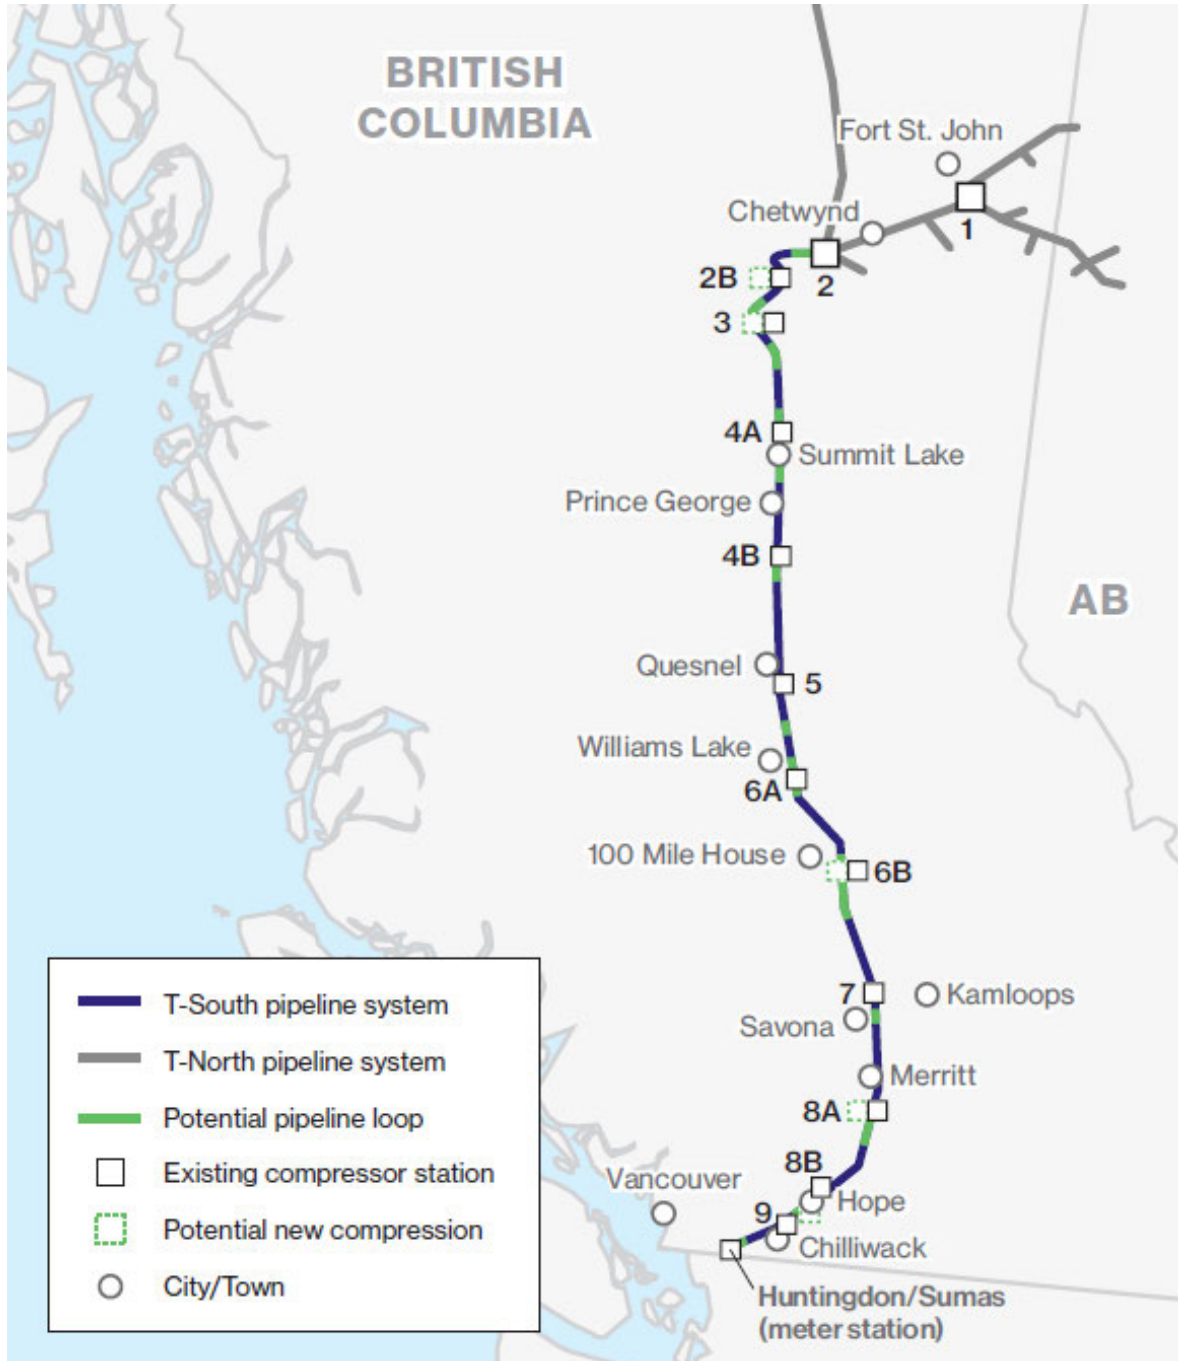 BRITISH
COLUMBIA
Fort St. John
Chetwynd
1
2
2B
3
4A
Summit Lake
Prince George
4B
AB
Quesnel
5
Williams Lake
6A
100 Mile House
6B
7
Kamloops
Savona
Merritt
8A
8B
Vancouver
Hope
9
Chilliwack
Huntingdon/Sumas
(meter station)
T-South pipeline system
T-North pipeline system
Potential pipeline loop
Existing compressor station
Potential new compression
City/Town